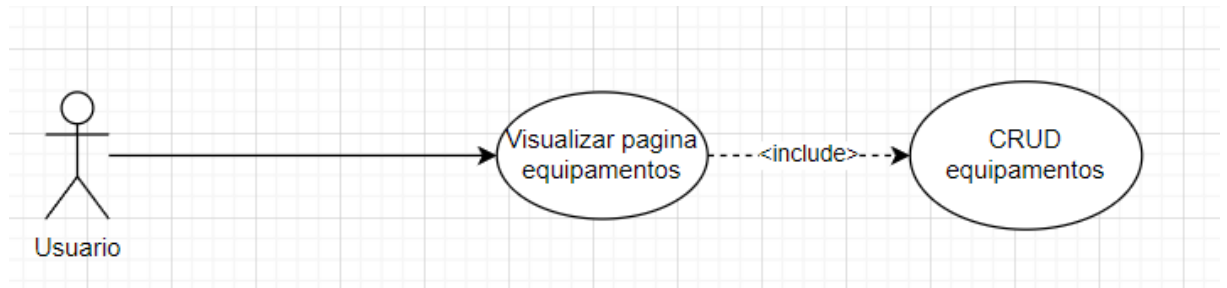 Usuario
Visualizar pagina
equipamentos
<include>
CRUD
equipamentos